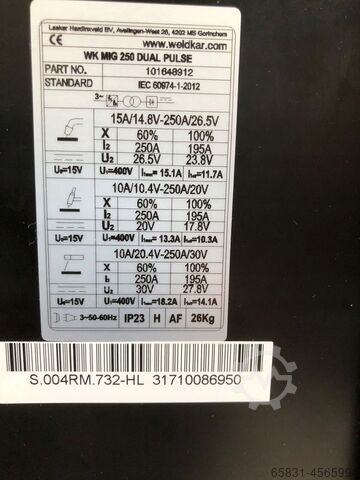 Laskar Hardinxveld BV, Avelingen-West 26, 4202 MS Gorinchem
CE www.weldkar.com
WK MIG 250 DUAL PULSE
PART NO. 101648912
STANDARD IEC 60974-1-2012
3~
15A/14.8V-250A/26.5V
X 60% 100%
I₂ 250A 195A
U₂ 26.5V 23.8V
U₀=15V U₁=400V I₁ₘₐₓ= 15.1A I₁eff=11.7A
10A/10.4V-250A/20V
X 60% 100%
I₂ 250A 195A
U₂ 20V 17.8V
U₀=15V U₁=400V I₁ₘₐₓ= 13.3A I₁eff=10.3A
10A/20.4V-250A/30V
X 60% 100%
I₂ 250A 195A
U₂ 30V 27.8V
U₀=15V U₁=400V I₁ₘₐₓ=18.2A I₁eff=14.1A
3~50-60Hz IP23 H AF 26Kg
S.004RM.732-HL 31710086950
65831-4565994